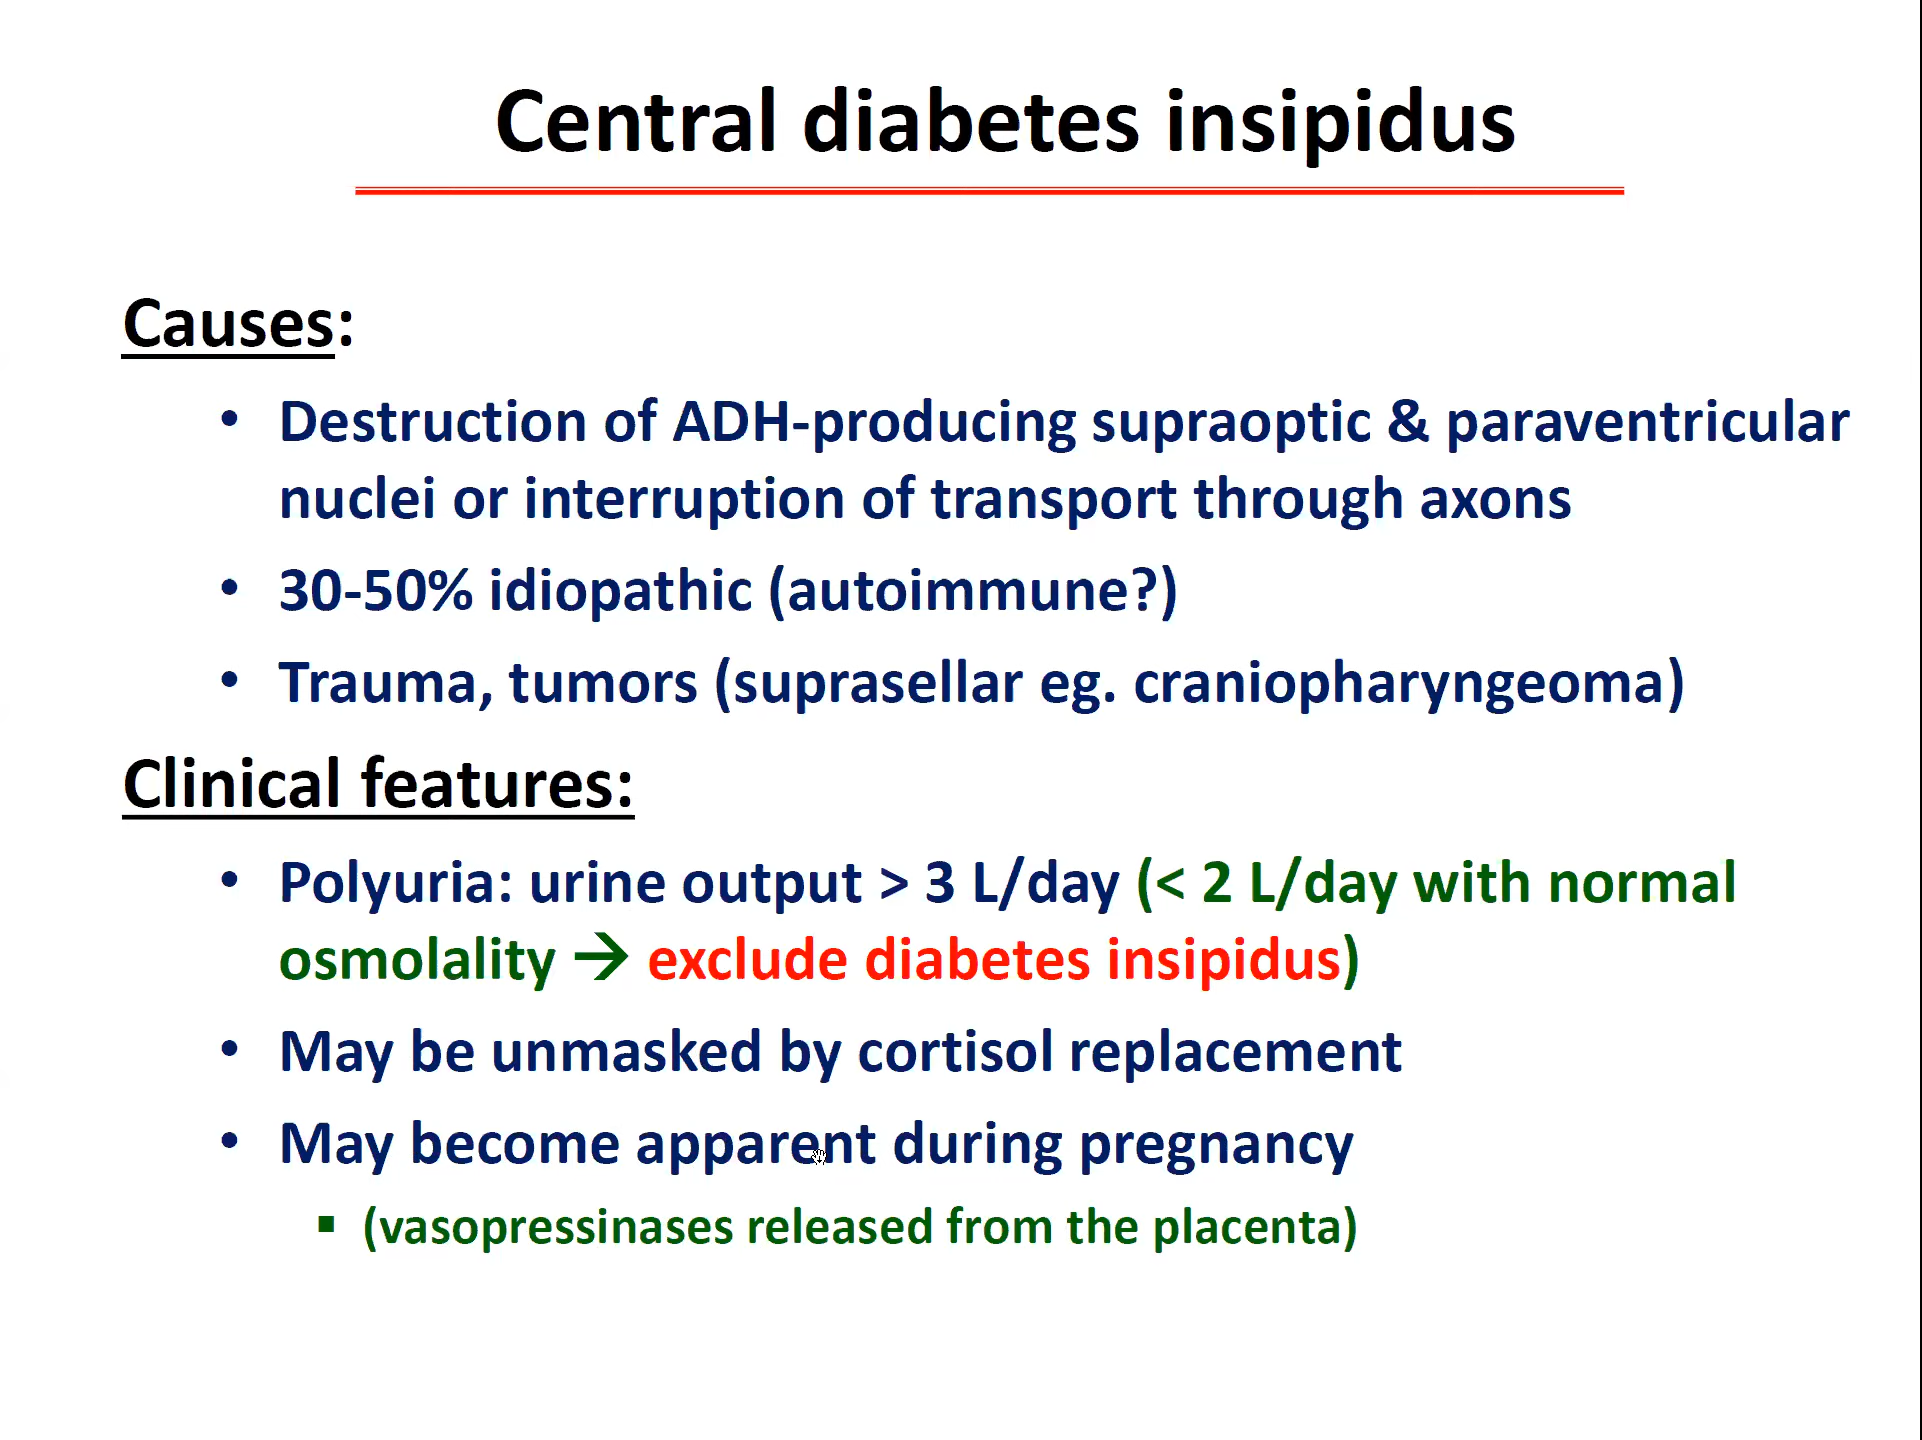 Central diabetes insipidus
Causes:
• Destruction of ADH-producing supraoptic & paraventricular
nuclei or interruption of transport through axons
• 30-50% idiopathic (autoimmune?)
• Trauma, tumors (suprasellar eg. craniopharyngeoma)
Clinical features:
• Polyuria: urine output > 3 L/day (< 2 L/day with normal
osmolality → exclude diabetes insipidus)
• May be unmasked by cortisol replacement
• May become apparent during pregnancy
▪ (vasopressinases released from the placenta)